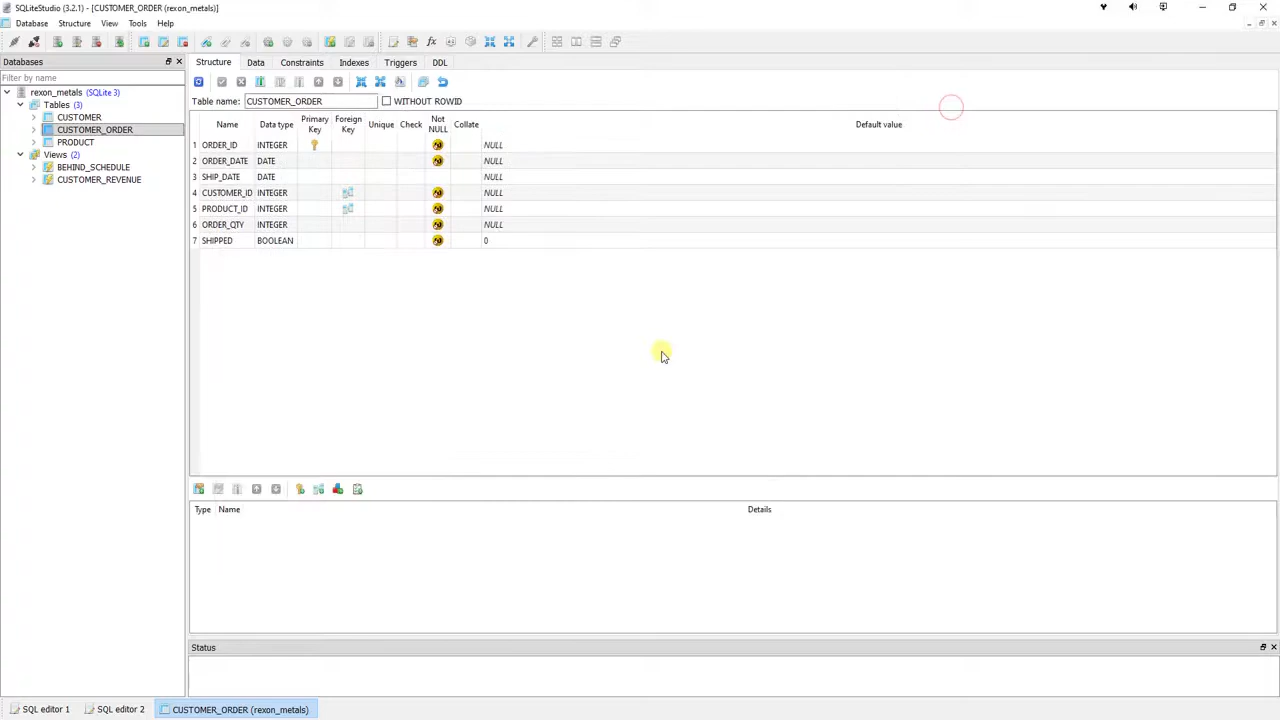 SQLiteStudio (3.2.1) - [CUSTOMER_ORDER (rexon_metals)]
Database Structure View Tools Help
Databases
Filter by name
rexon_metals (SQLite 3)
Tables (3)
CUSTOMER
CUSTOMER_ORDER
PRODUCT
Views (2)
BEHIND_SCHEDULE
CUSTOMER_REVENUE
Structure Data Constraints Indexes Triggers DDL
Table name: CUSTOMER_ORDER WITHOUT ROWID
Name Data type Primary Key Foreign Key Unique Check Not NULL Collate Default value
1 ORDER_ID INTEGER NULL
2 ORDER_DATE DATE NULL
3 SHIP_DATE DATE NULL
4 CUSTOMER_ID INTEGER NULL
5 PRODUCT_ID INTEGER NULL
6 ORDER_QTY INTEGER NULL
7 SHIPPED BOOLEAN 0
Type Name Details
Status
SQL editor 1 SQL editor 2 CUSTOMER_ORDER (rexon_metals)